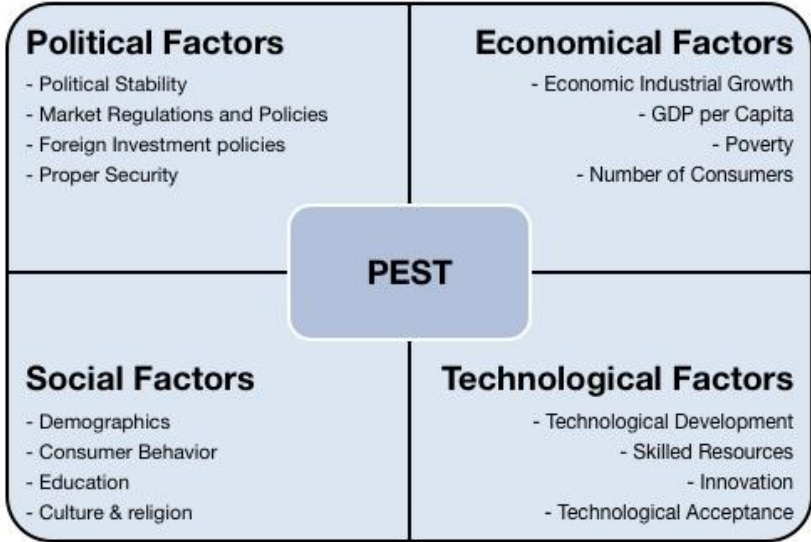 Political Factors
- Political Stability
- Market Regulations and Policies
- Foreign Investment policies
- Proper Security
Economical Factors
- Economic Industrial Growth
- GDP per Capita
- Poverty
- Number of Consumers
PEST
Social Factors
- Demographics
- Consumer Behavior
- Education
- Culture & religion
Technological Factors
- Technological Development
- Skilled Resources
- Innovation
- Technological Acceptance